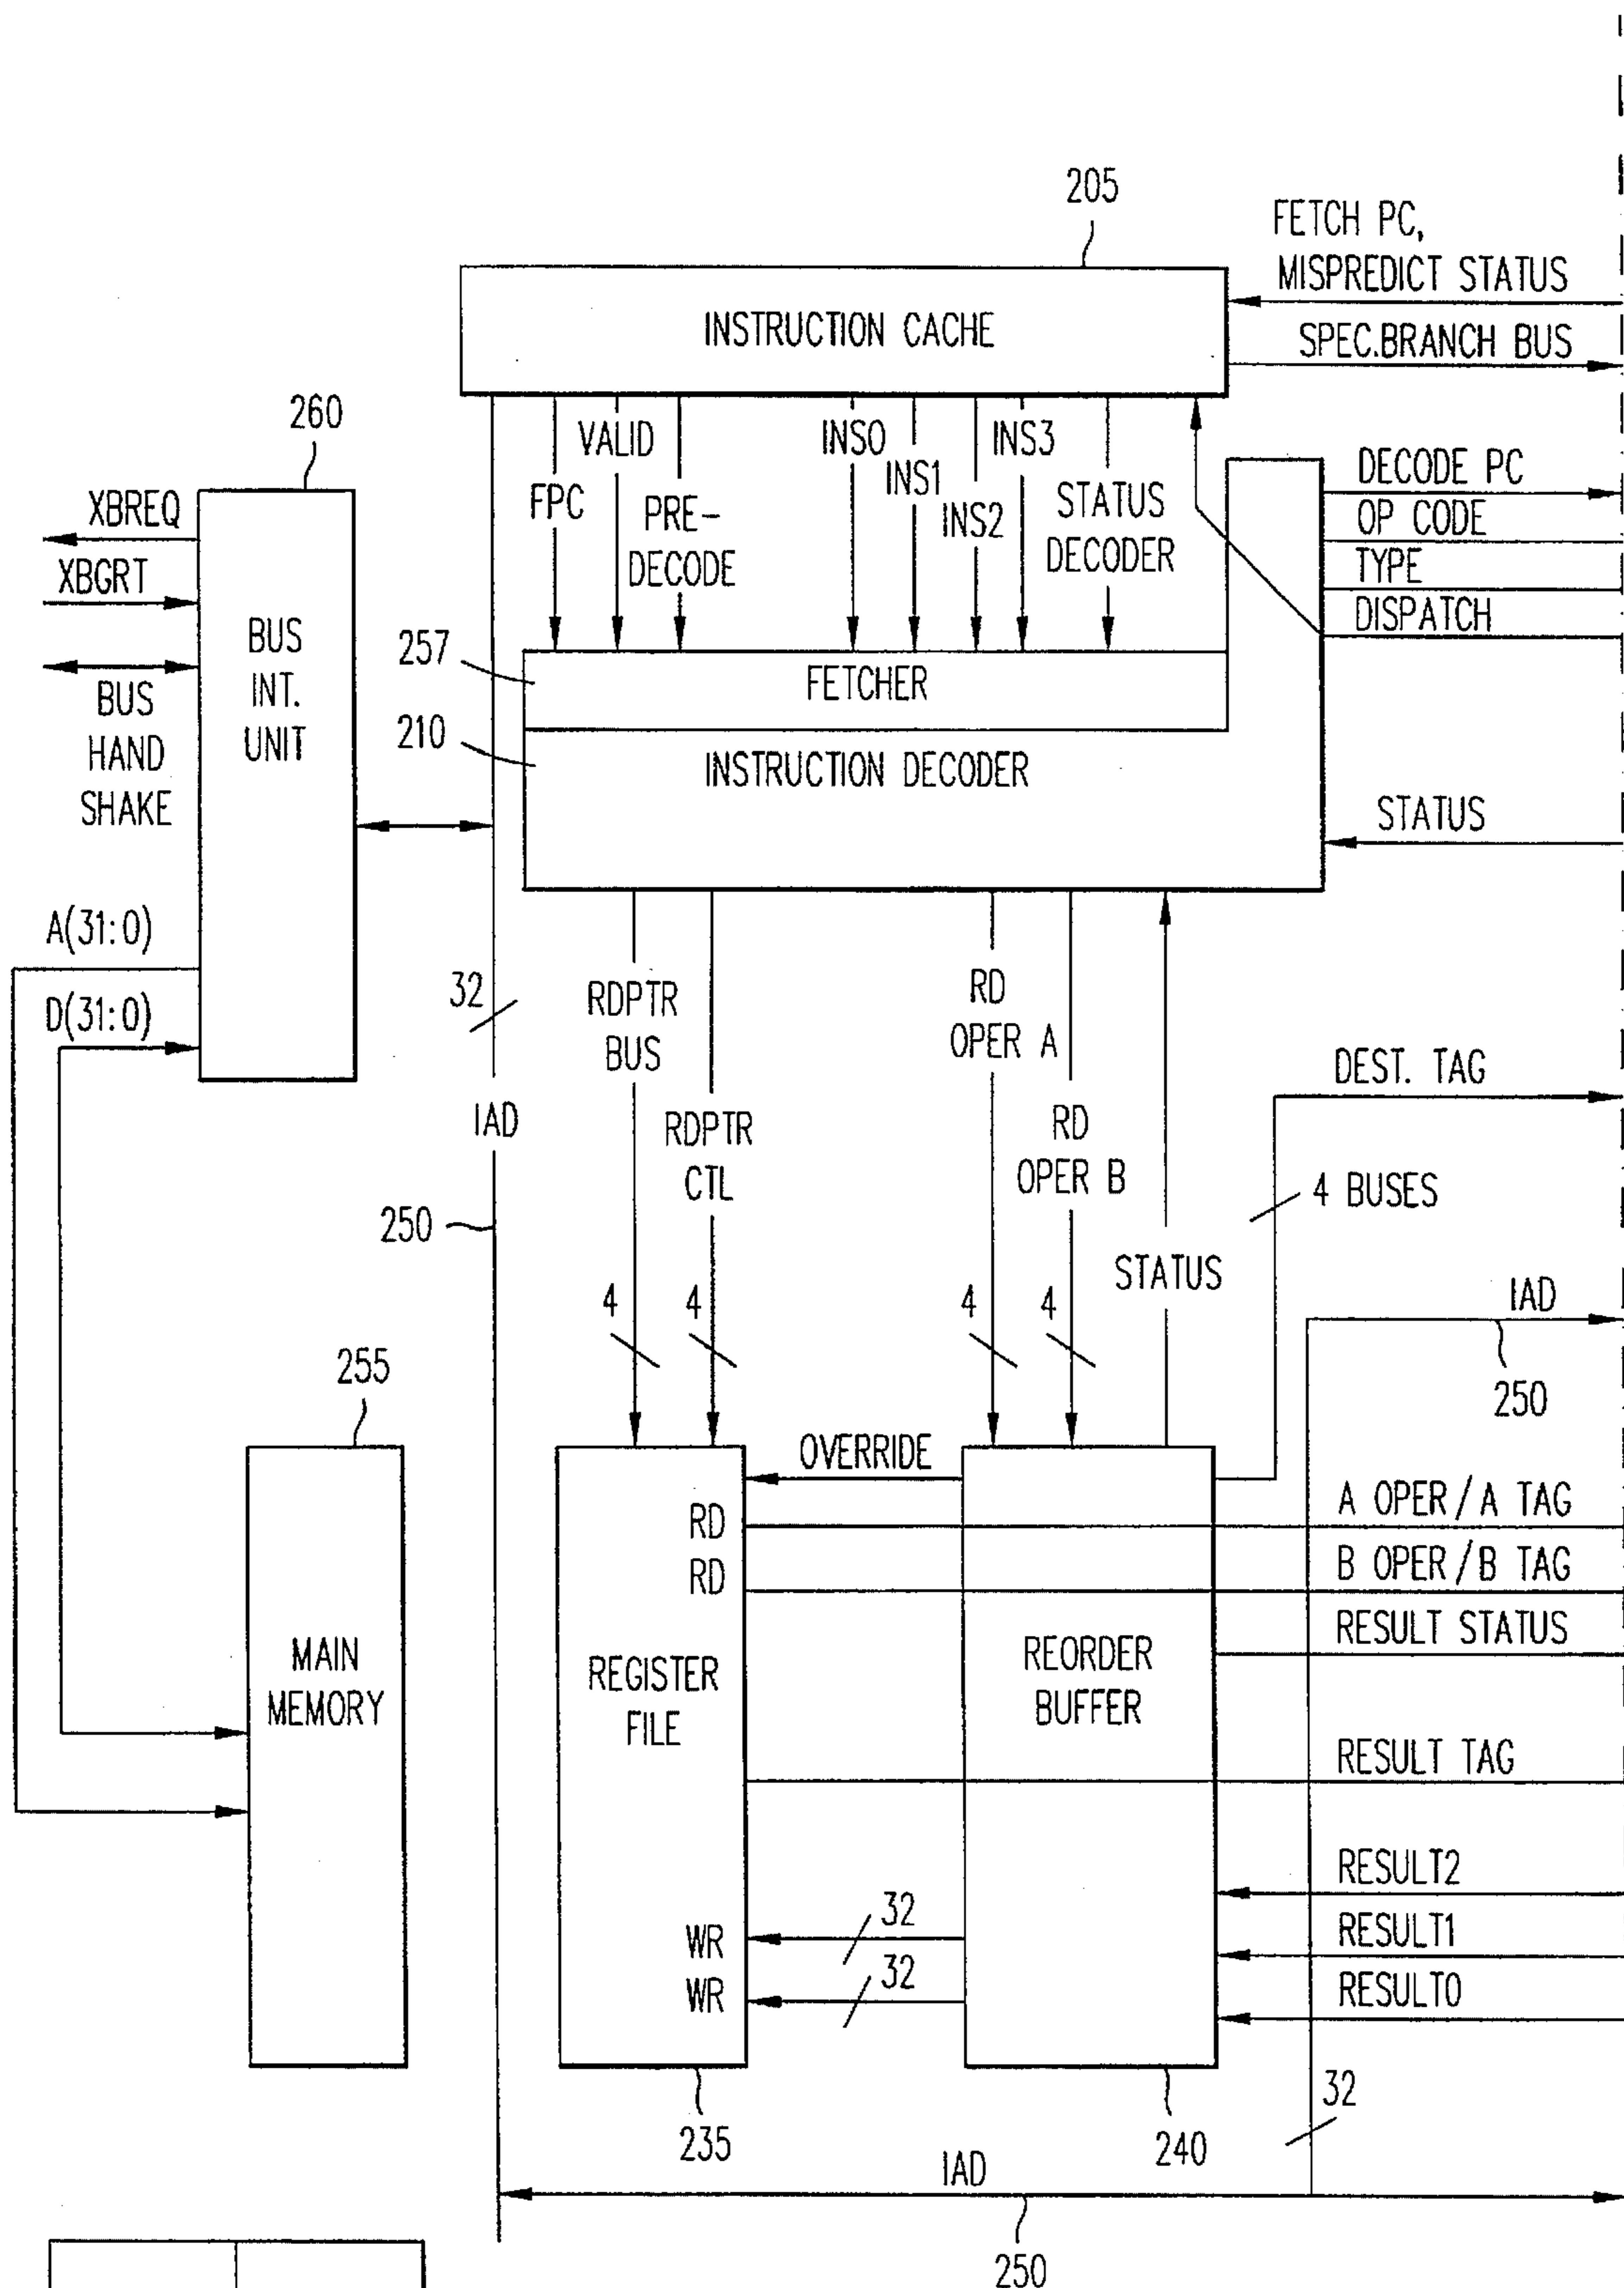 205
FETCH PC,
MISPREDICT STATUS
INSTRUCTION CACHE
SPEC.BRANCH BUS
260
FPC
VALID
PRE-
DECODE
INS0
INS1
INS2
INS3
STATUS
DECODER
DECODE PC
OP CODE
TYPE
DISPATCH
XBREQ
XBGRT
BUS
HAND
SHAKE
BUS
INT.
UNIT
257
FETCHER
210
INSTRUCTION DECODER
STATUS
A(31:0)
D(31:0)
32
IAD
250
RDPTR
BUS
RDPTR
CTL
RD
OPER A
RD
OPER B
STATUS
4
4
4
4
DEST. TAG
4 BUSES
IAD
250
255
MAIN
MEMORY
OVERRIDE
RD
RD
REGISTER
FILE
WR
WR
32
32
235
REORDER
BUFFER
240
A OPER/A TAG
B OPER/B TAG
RESULT STATUS
RESULT TAG
RESULT2
RESULT1
RESULT0
32
IAD
250